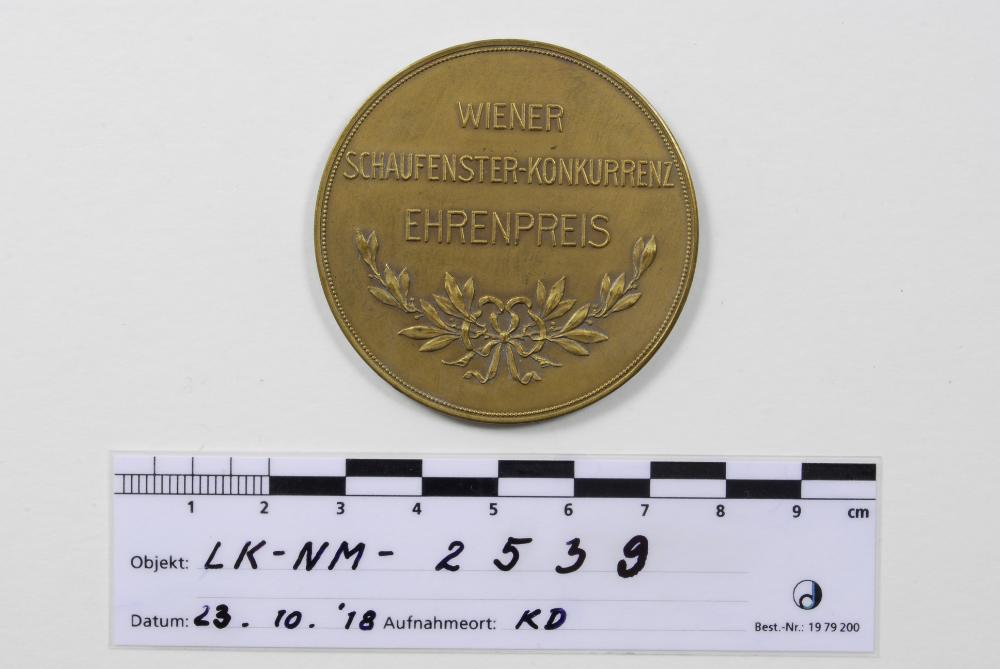 WIENER
SCHAUFENSTER-KONKURRENZ
EHRENPREIS
1 2 3 4 5 6 7 8 9 cm
Objekt: LK-NM- 2539
Datum: 23. 10. '18 Aufnahmeort: KD
Best.-Nr.: 19 79 200